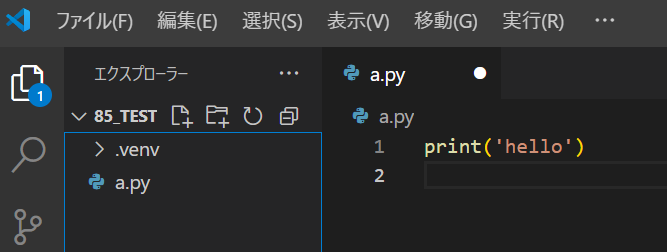 ファイル(F) 編集(E) 選択(S) 表示(V) 移動(G) 実行(R) ···
エクスプローラー ···
1
85_TEST
.venv
a.py
a.py
a.py
1 print('hello')
2